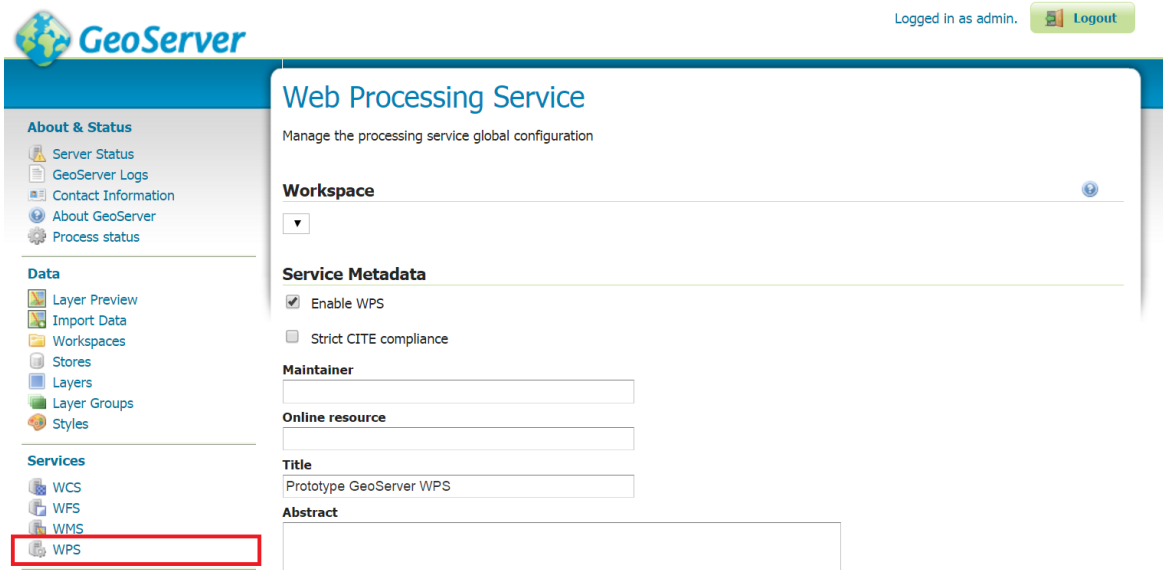 GeoServer
Logged in as admin.
Logout
About & Status
Server Status
GeoServer Logs
Contact Information
About GeoServer
Process status
Data
Layer Preview
Import Data
Workspaces
Stores
Layers
Layer Groups
Styles
Services
WCS
WFS
WMS
WPS
Web Processing Service
Manage the processing service global configuration
Workspace
Service Metadata
Enable WPS
Strict CITE compliance
Maintainer
Online resource
Title
Prototype GeoServer WPS
Abstract